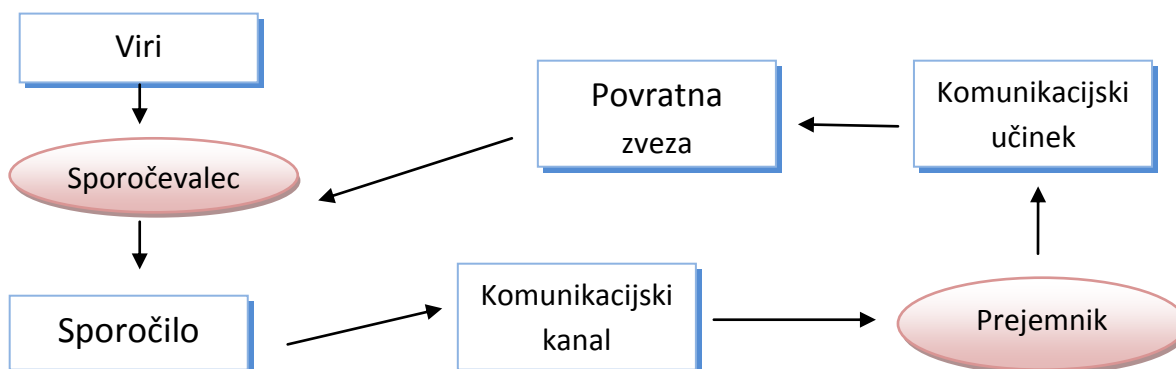 Viri
Sporočevalec
Sporočilo
Komunikacijski
kanal
Prejemnik
Komunikacijski
učinek
Povratna
zveza